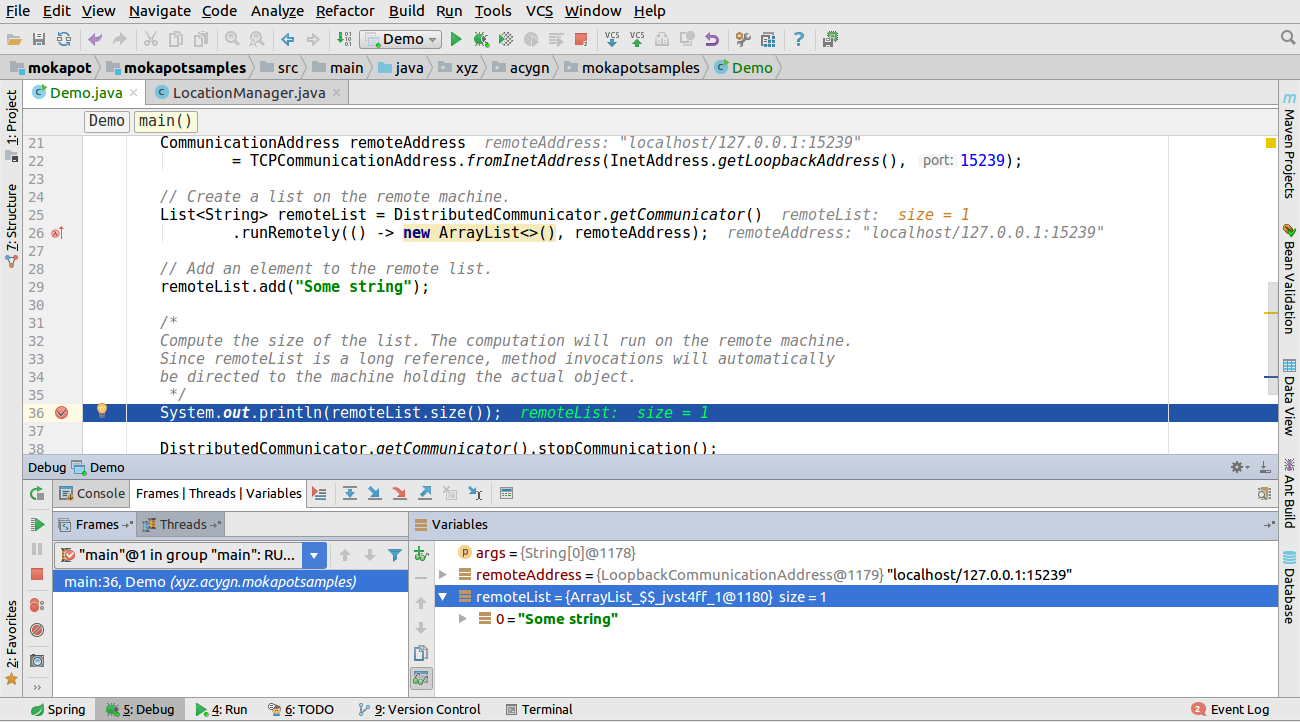 File Edit View Navigate Code Analyze Refactor Build Run Tools VCS Window Help
Demo VCS VCS
mokapot mokapotsamples src main java xyz acygn mokapotsamples Demo
Demo.java LocationManager.java
Demo main()
21 CommunicationAddress remoteAddress remoteAddress: "localhost/127.0.0.1:15239"
22 = TCPCommunicationAddress.fromInetAddress(InetAddress.getLoopbackAddress(), port: 15239);
23
24 // Create a list on the remote machine.
25 List<String> remoteList = DistributedCommunicator.getCommunicator() remoteList: size = 1
26 .runRemotely(() -> new ArrayList<>(), remoteAddress); remoteAddress: "localhost/127.0.0.1:15239"
27
28 // Add an element to the remote list.
29 remoteList.add("Some string");
30
31 /*
32 Compute the size of the list. The computation will run on the remote machine.
33 Since remoteList is a long reference, method invocations will automatically
34 be directed to the machine holding the actual object.
35 */
36 System.out.println(remoteList.size()); remoteList: size = 1
37
38 DistributedCommunicator.getCommunicator().stopCommunication();
1: Project
7: Structure
2: Favorites
Maven Projects
Bean Validation
Data View
Ant Build
Database
Debug Demo
Console Frames | Threads | Variables
Frames Threads
"main"@1 in group "main": RU...
main:36, Demo (xyz.acygn.mokapotsamples)
Variables
args = {String[0]@1178}
remoteAddress = {LoopbackCommunicationAddress@1179} "localhost/127.0.0.1:15239"
remoteList = {ArrayList_$$_jvst4ff_1@1180} size = 1
0 = "Some string"
Spring 5: Debug 4: Run 6: TODO 9: Version Control Terminal 2 Event Log